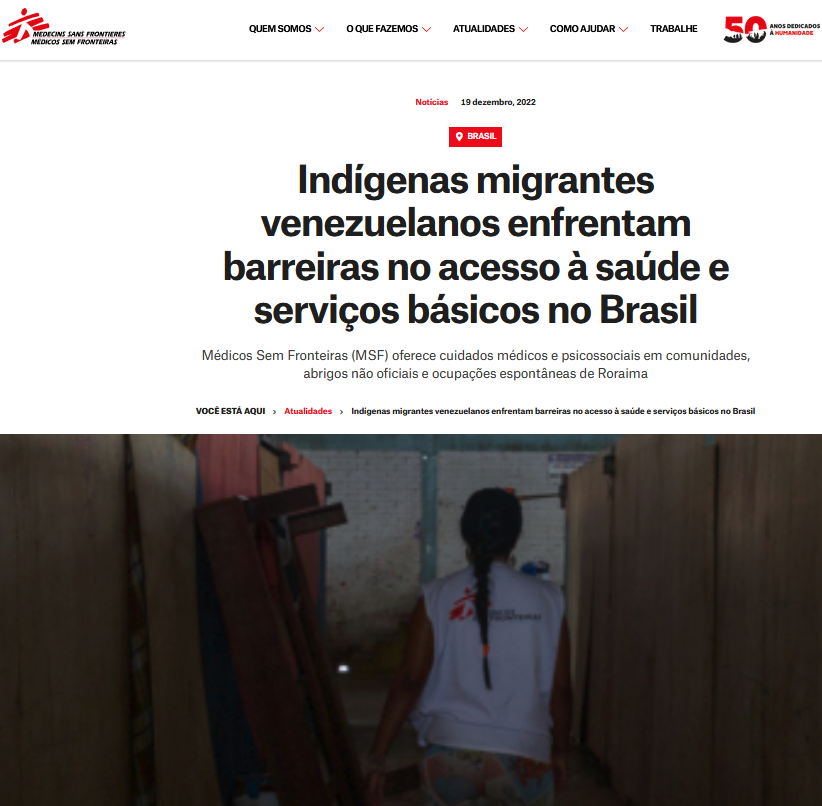 MEDECINS SANS FRONTIERES
MÉDICOS SEM FRONTEIRAS
QUEM SOMOS
O QUE FAZEMOS
ATUALIDADES
COMO AJUDAR
TRABALHE
50 ANOS DEDICADOS
À HUMANIDADE
Notícias 19 dezembro, 2022
BRASIL
Indígenas migrantes
venezuelanos enfrentam
barreiras no acesso à saúde e
serviços básicos no Brasil
Médicos Sem Fronteiras (MSF) oferece cuidados médicos e psicossociais em comunidades,
abrigos não oficiais e ocupações espontâneas de Roraima
VOCÊ ESTÁ AQUI > Atualidades > Indígenas migrantes venezuelanos enfrentam barreiras no acesso à saúde e serviços básicos no Brasil